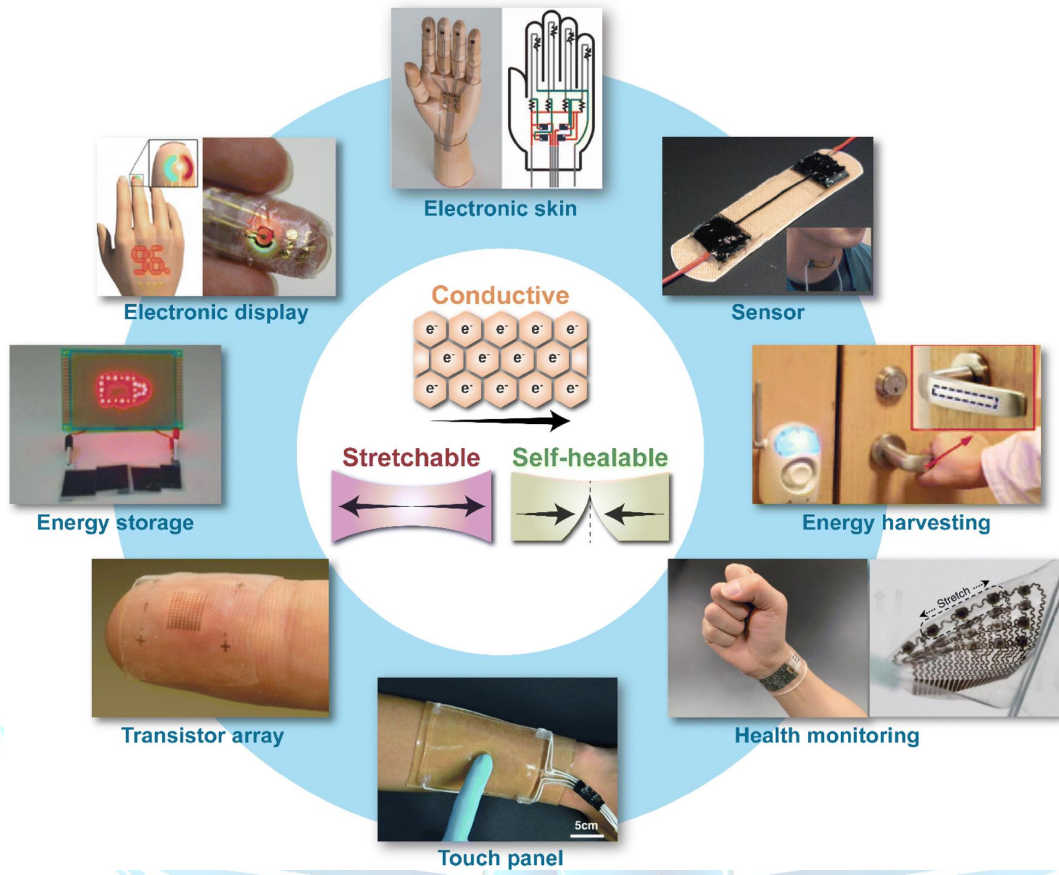 Electronic skin
Electronic display
96.
Sensor
Conductive
e⁻ e⁻ e⁻ e⁻ e⁻
e⁻ e⁻ e⁻ e⁻
e⁻ e⁻ e⁻ e⁻ e⁻
Stretchable
Self-healable
Energy storage
Energy harvesting
Transistor array
Stretch
Health monitoring
5cm
Touch panel